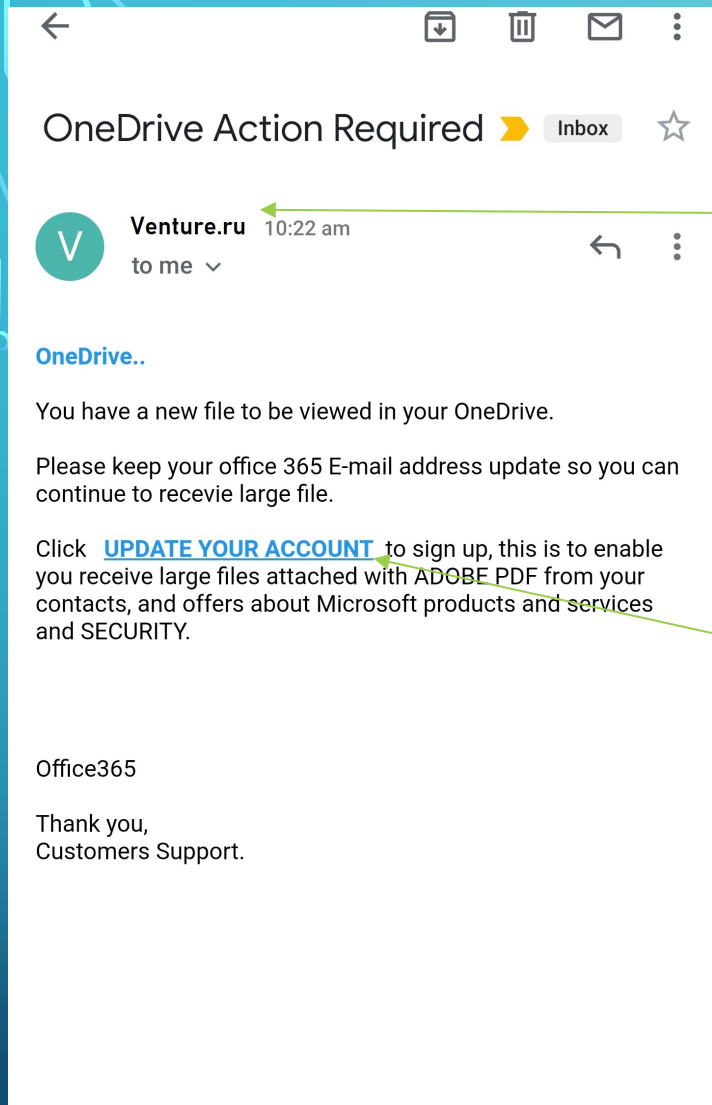 OneDrive Action Required Inbox
V
Venture.ru 10:22 am
to me
OneDrive..
You have a new file to be viewed in your OneDrive.
Please keep your office 365 E-mail address update so you can
continue to recevie large file.
Click UPDATE YOUR ACCOUNT to sign up, this is to enable
you receive large files attached with ADOBE PDF from your
contacts, and offers about Microsoft products and services
and SECURITY.
Office365
Thank you,
Customers Support.